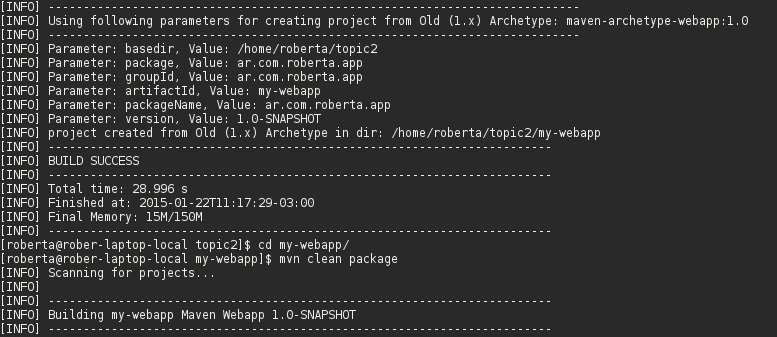 [INFO] ----------------------------------------------------------------------------
[INFO] Using following parameters for creating project from Old (1.x) Archetype: maven-archetype-webapp:1.0
[INFO] ----------------------------------------------------------------------------
[INFO] Parameter: basedir, Value: /home/roberta/topic2
[INFO] Parameter: package, Value: ar.com.roberta.app
[INFO] Parameter: groupId, Value: ar.com.roberta.app
[INFO] Parameter: artifactId, Value: my-webapp
[INFO] Parameter: packageName, Value: ar.com.roberta.app
[INFO] Parameter: version, Value: 1.0-SNAPSHOT
[INFO] project created from Old (1.x) Archetype in dir: /home/roberta/topic2/my-webapp
[INFO] ------------------------------------------------------------------------
[INFO] BUILD SUCCESS
[INFO] ------------------------------------------------------------------------
[INFO] Total time: 28.996 s
[INFO] Finished at: 2015-01-22T11:17:29-03:00
[INFO] Final Memory: 15M/150M
[INFO] ------------------------------------------------------------------------
[roberta@rober-laptop-local topic2]$ cd my-webapp/
[roberta@rober-laptop-local my-webapp]$ mvn clean package
[INFO] Scanning for projects...
[INFO]
[INFO] ------------------------------------------------------------------------
[INFO] Building my-webapp Maven Webapp 1.0-SNAPSHOT
[INFO] ------------------------------------------------------------------------